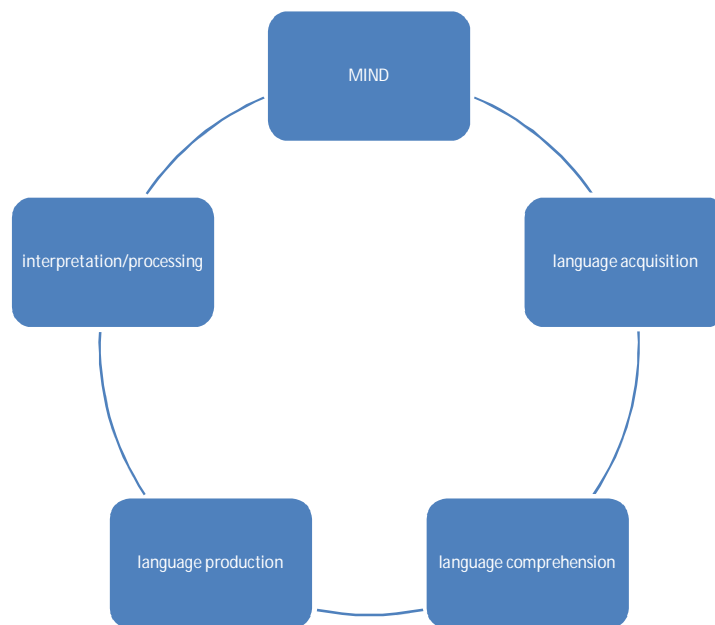 MIND
language acquisition
language comprehension
language production
interpretation/processing